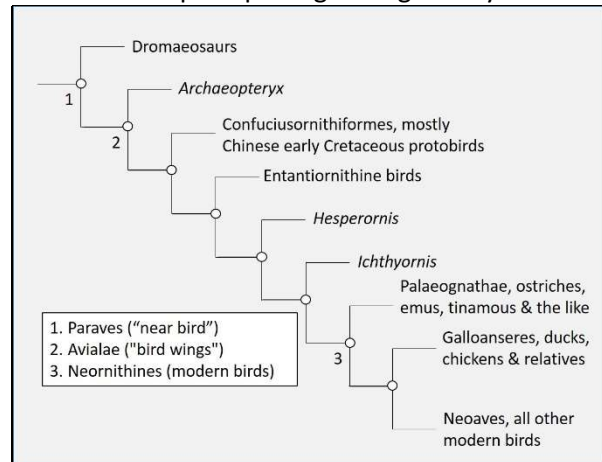 Dromaeosaurs
1
Archaeopteryx
2
Confuciusornithiformes, mostly
Chinese early Cretaceous protobirds
Entantiornithine birds
Hesperornis
Ichthyornis
Palaeognathae, ostriches,
emus, tinamous & the like
3
Galloanseres, ducks,
chickens & relatives
Neoaves, all other
modern birds
1. Paraves (“near bird”)
2. Avialae ("bird wings")
3. Neornithines (modern birds)